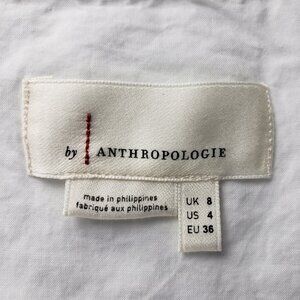 by ANTHROPOLOGIE
made in philippines
fabriqué aux philippines
UK 8
US 4
EU 36